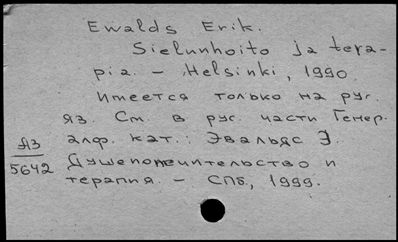 Ewalds Erik.
Sielunhoito ja tera-
pia. – Helsinki, 1990.
Имеется только на рус.
яз. См. в рус. части Генер.
алф. кат.: Эвальдс Э.
Душепопечительство и
терапия. – СПб., 1999.
А3
5642